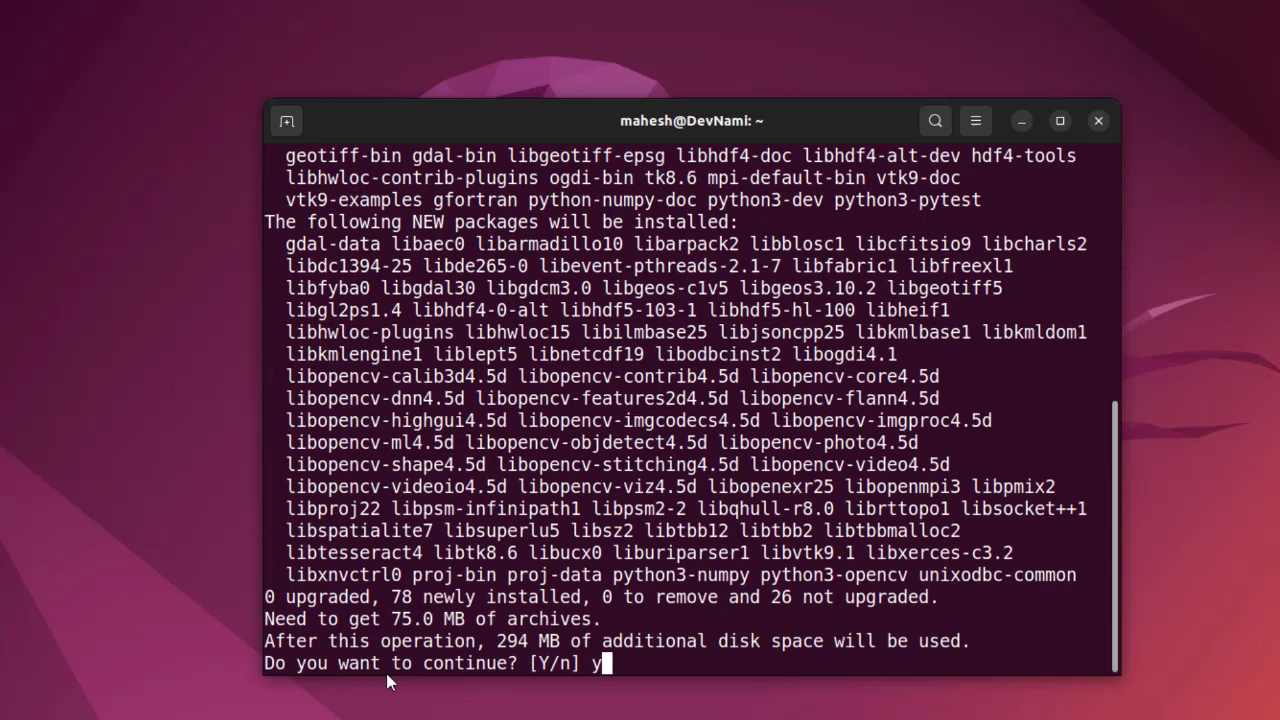 mahesh@DevNami: ~
geotiff-bin gdal-bin libgeotiff-epsg libhdf4-doc libhdf4-alt-dev hdf4-tools
libhwloc-contrib-plugins ogdi-bin tk8.6 mpi-default-bin vtk9-doc
vtk9-examples gfortran python-numpy-doc python3-dev python3-pytest
The following NEW packages will be installed:
gdal-data libaec0 libarmadillo10 libarpack2 libblosc1 libcfitsio9 libcharls2
libdc1394-25 libde265-0 libevent-pthreads-2.1-7 libfabric1 libfreexl1
libfyba0 libgdal30 libgdcm3.0 libgeos-c1v5 libgeos3.10.2 libgeotiff5
libgl2ps1.4 libhdf4-0-alt libhdf5-103-1 libhdf5-hl-100 libheif1
libhwloc-plugins libhwloc15 libilmbase25 libjsoncpp25 libkmlbase1 libkmldom1
libkmlengine1 liblept5 libnetcdf19 libodbcinst2 libogdi4.1
libopencv-calib3d4.5d libopencv-contrib4.5d libopencv-core4.5d
libopencv-dnn4.5d libopencv-features2d4.5d libopencv-flann4.5d
libopencv-highgui4.5d libopencv-imgcodecs4.5d libopencv-imgproc4.5d
libopencv-ml4.5d libopencv-objdetect4.5d libopencv-photo4.5d
libopencv-shape4.5d libopencv-stitching4.5d libopencv-video4.5d
libopencv-videoio4.5d libopencv-viz4.5d libopenexr25 libopenmpi3 libpmix2
libproj22 libpsm-infinipath1 libpsm2-2 libqhull-r8.0 librttopo1 libsocket++1
libspatialite7 libsuperlu5 libsz2 libtbb12 libtbb2 libtbbmalloc2
libtesseract4 libtk8.6 libucx0 liburiparser1 libvtk9.1 libxerces-c3.2
libxnvctrl0 proj-bin proj-data python3-numpy python3-opencv unixodbc-common
0 upgraded, 78 newly installed, 0 to remove and 26 not upgraded.
Need to get 75.0 MB of archives.
After this operation, 294 MB of additional disk space will be used.
Do you want to continue? [Y/n] y